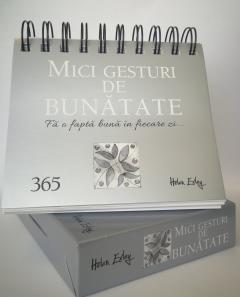 MICI GESTURI
DE
BUNĂTATE
Fă o faptă bună în fiecare zi...
365
Helen Exley
Helen Exley
MICI GESTURI
DE
BUNĂTATE